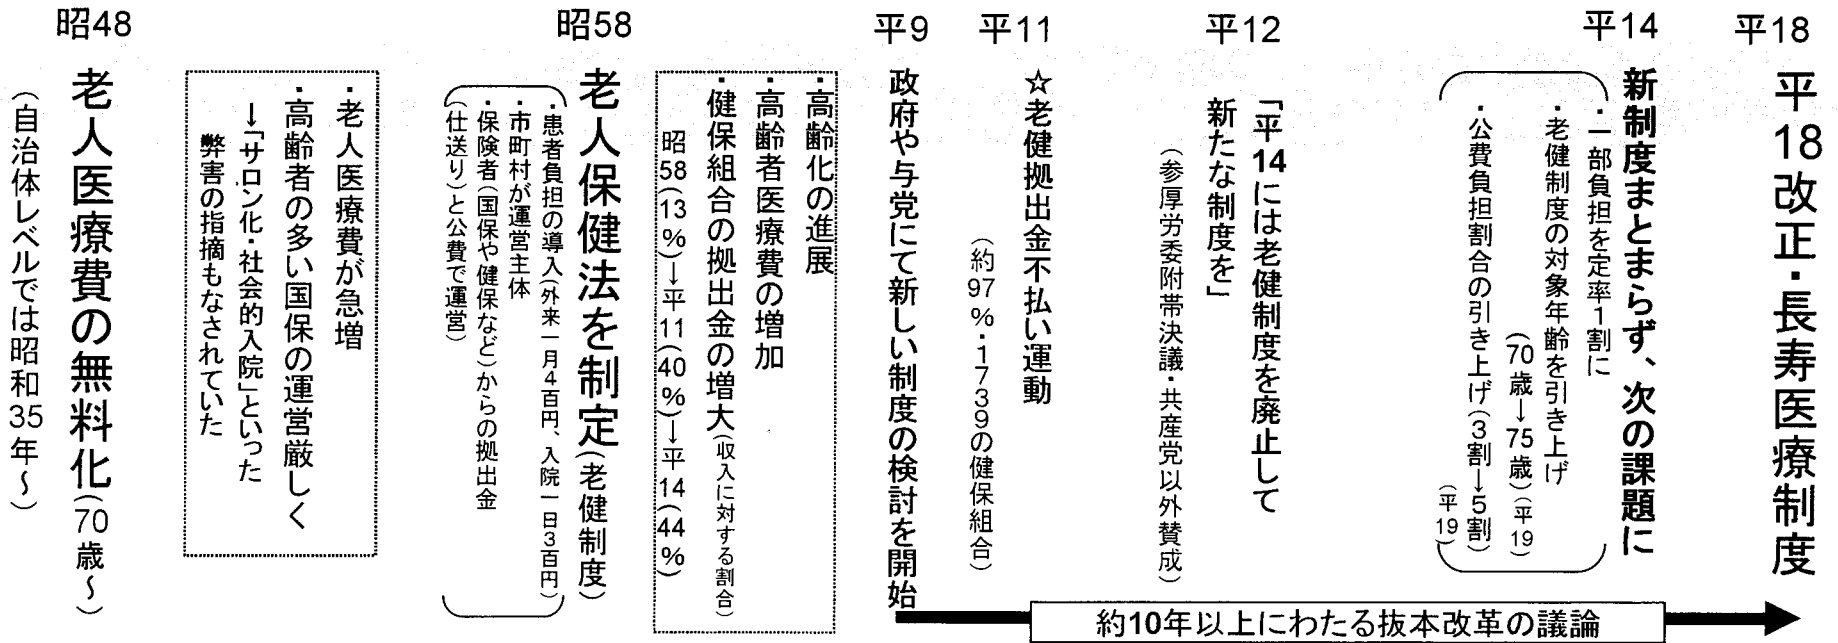 昭48
老人医療費の無料化（70歳～）
（自治体レベルでは昭和35年～）
・老人医療費が急増
・高齢者の多い国保の運営厳しく
→「サロン化・社会的入院」といった
弊害の指摘もなされていた
昭58
老人保健法を制定（老健制度）
・患者負担の導入（外来一月4百円、入院一日3百円）
・市町村が運営主体
・保険者（国保や健保など）からの拠出金
（仕送り）と公費で運営
・高齢化の進展
・高齢者医療費の増加
・健保組合の拠出金の増大（収入に対する割合）
昭58（13％）→平11（40％）→平14（44％）
平9
政府や与党にて新しい制度の検討を開始
平11
☆老健拠出金不払い運動
（約97％・1739の健保組合）
平12
「平14には老健制度を廃止して
新たな制度を」
（参厚労委附帯決議・共産党以外賛成）
平14
新制度まとまらず、次の課題に
・一部負担を定率1割に
・老健制度の対象年齢を引き上げ
（70歳→75歳）（平19）
・公費負担割合の引き上げ（3割→5割）
（平19）
平18
平18改正・長寿医療制度
約10年以上にわたる抜本改革の議論